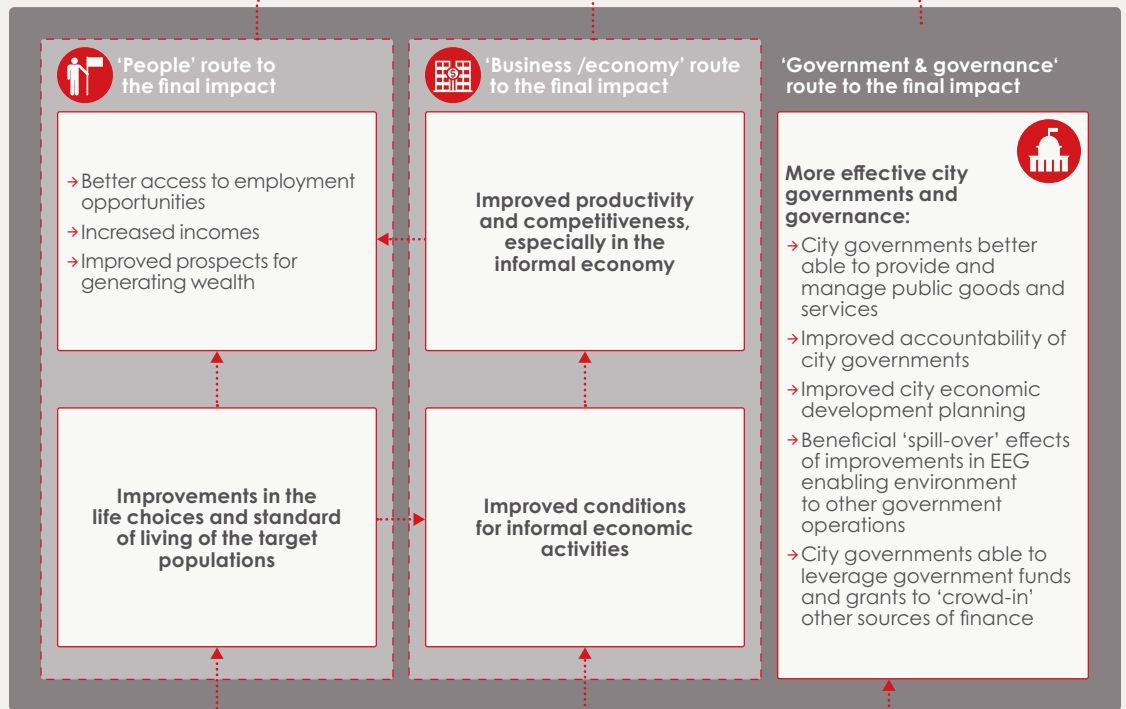 ‘People’ route to
the final impact
→Better access to employment
opportunities
→Increased incomes
→Improved prospects for
generating wealth
Improvements in the
life choices and standard
of living of the target
populations
‘Business /economy’ route
to the final impact
Improved productivity
and competitiveness,
especially in the
informal economy
Improved conditions
for informal economic
activities
‘Government & governance‘
route to the final impact
More effective city
governments and
governance:
→City governments better
able to provide and
manage public goods and
services
→Improved accountability of
city governments
→Improved city economic
development planning
→Beneficial ‘spill-over’ effects
of improvements in EEG
enabling environment
to other government
operations
→City governments able to
leverage government funds
and grants to ‘crowd-in’
other sources of finance